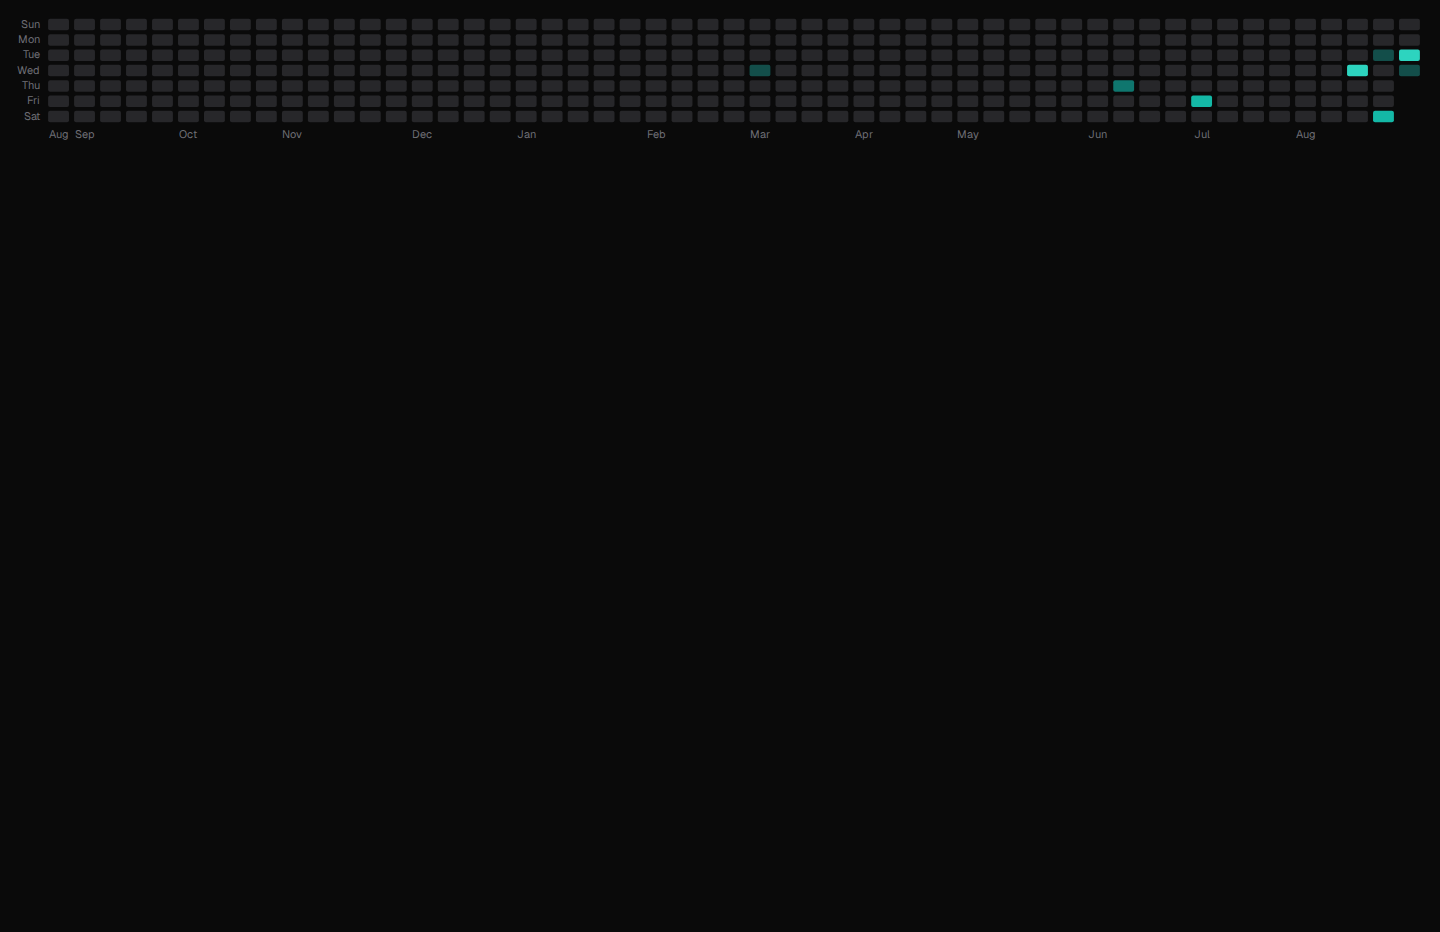 Sun
Mon
Tue
Wed
Thu
Fri
Sat
Aug Sep Oct Nov Dec Jan Feb Mar Apr May Jun Jul Aug